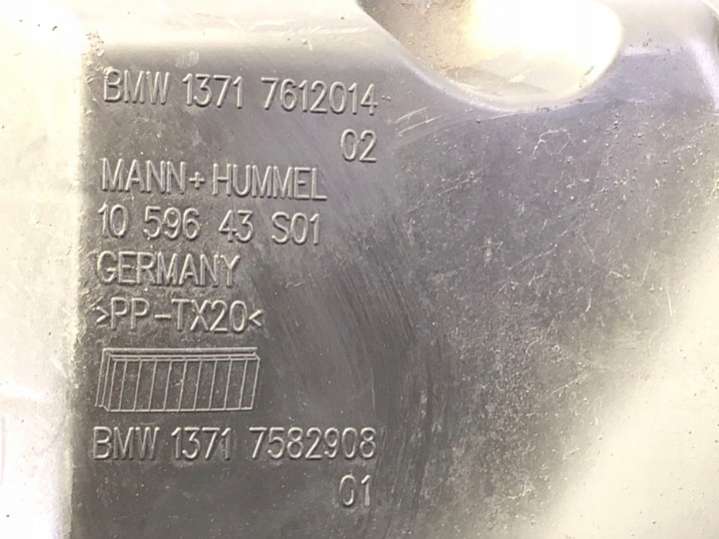 BMW 1371 7612014
02
MANN+HUMMEL
10 596 43 S01
GERMANY
>PP-TX20<
BMW 1371 7582908
01